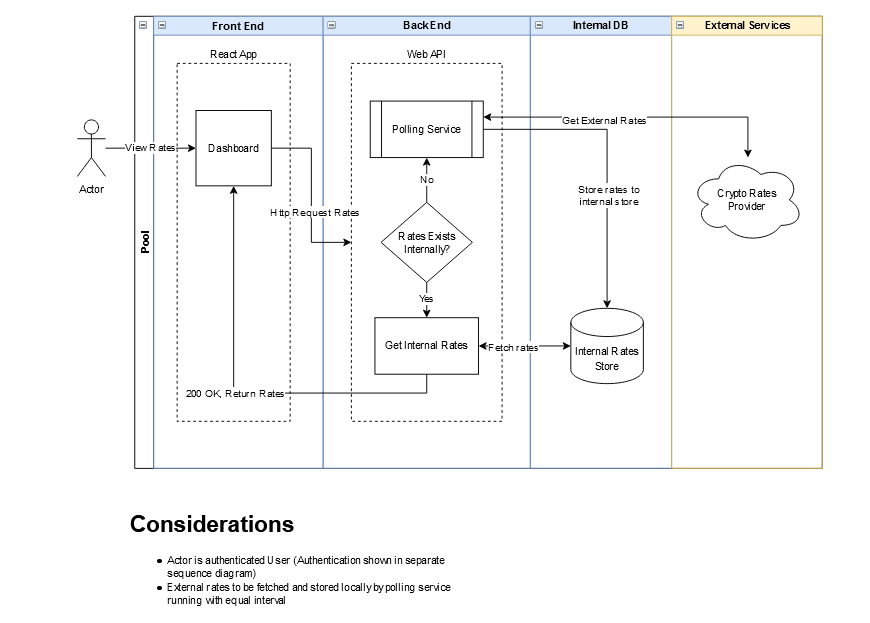 Front End
BackEnd
Internal DB
External Services
React App
Web API
Polling Service
Get External Rates
View Rates
Dashboard
Actor
No
Store rates to
internal store
Crypto Rates
Provider
Http Request Rates
Pool
Rates Exists
Internally?
Yes
Get Internal Rates
Fetch rates
Internal Rates
Store
200 OK, Return Rates
Considerations
• Actor is authenticated User (Authentication shown in separate
sequence diagram)
• External rates to be fetched and stored locally by polling service
running with equal interval